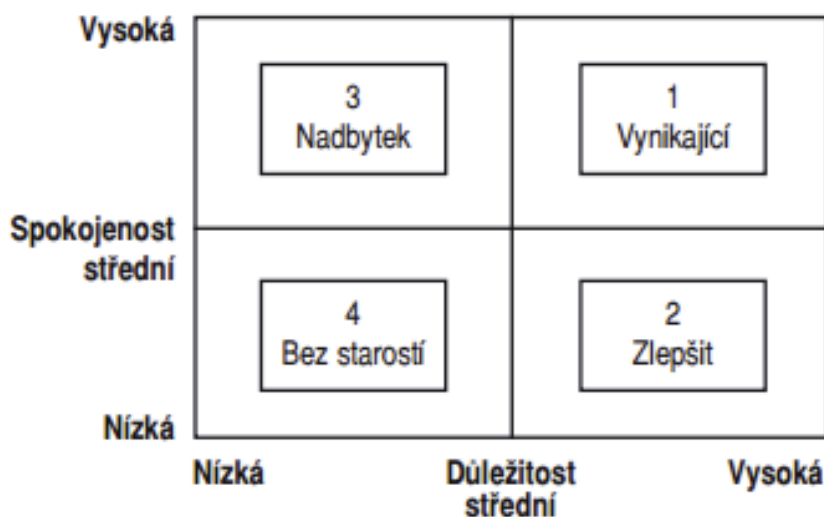 Vysoká
3
Nadbytek
1
Vynikající
Spokojenost
střední
4
Bez starostí
2
Zlepšit
Nízká
Nízká
Důležitost
střední
Vysoká